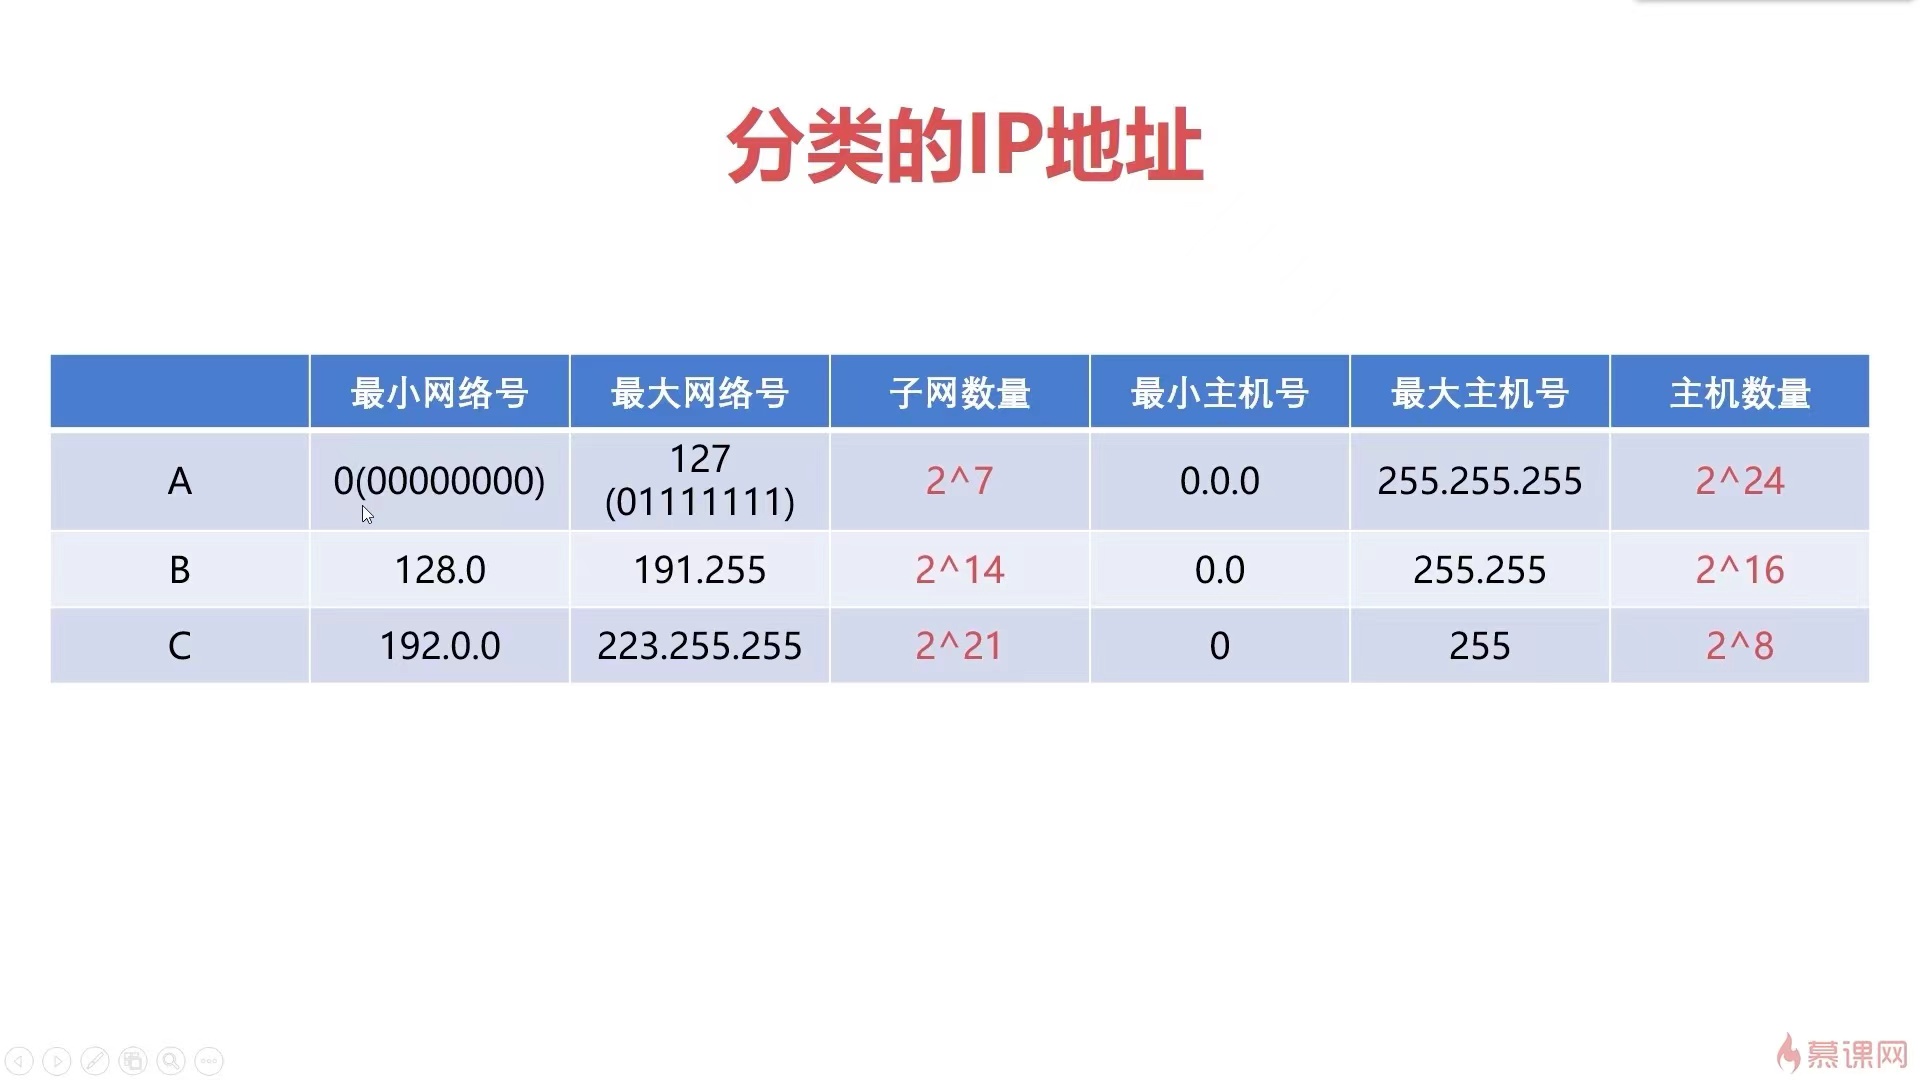 分类的IP地址
最小网络号 最大网络号 子网数量 最小主机号 最大主机号 主机数量
A 0(00000000) 127 (01111111) 2^7 0.0.0 255.255.255 2^24
B 128.0 191.255 2^14 0.0 255.255 2^16
C 192.0.0 223.255.255 2^21 0 255 2^8
慕课网